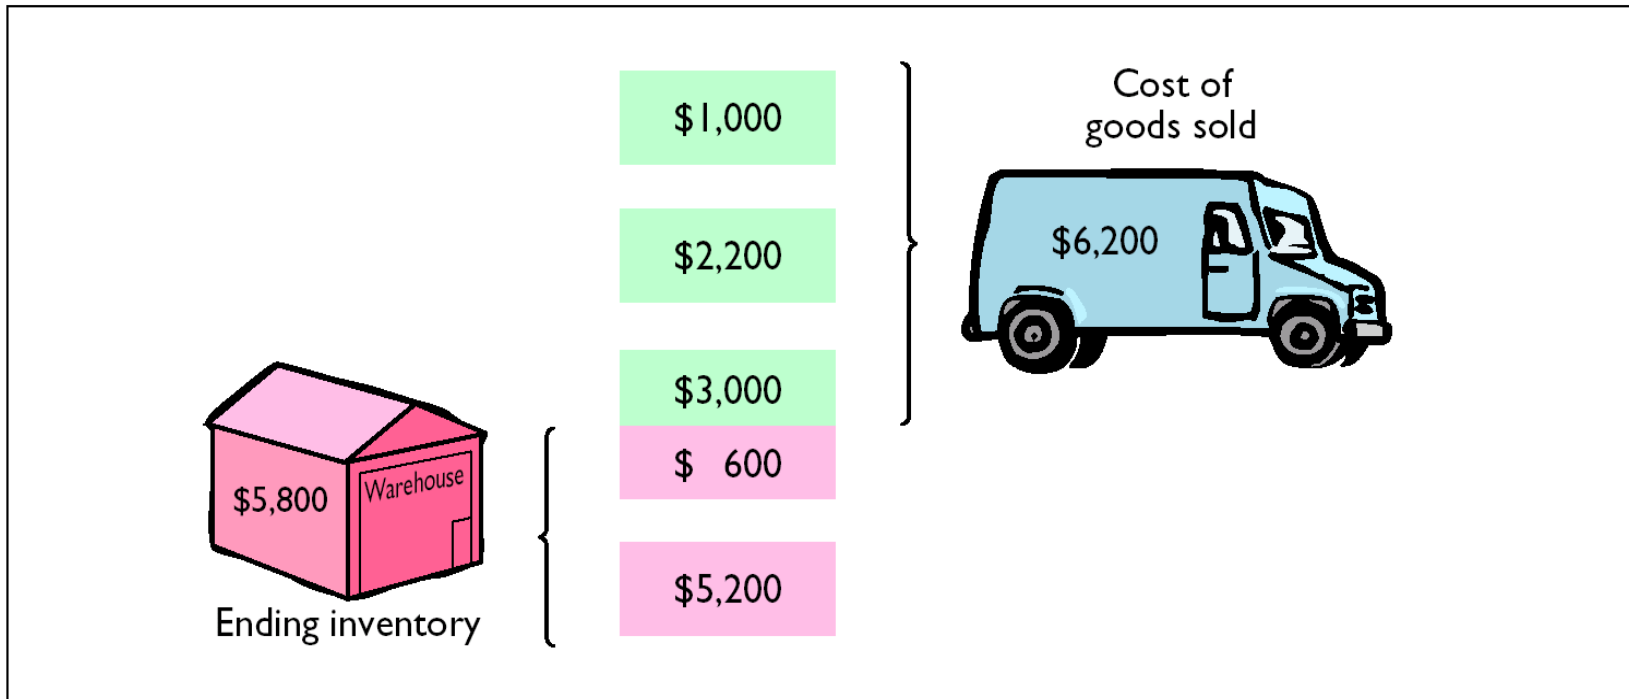 $1,000
$2,200
$3,000
$ 600
$5,200
Cost of
goods sold
$6,200
$5,800
Warehouse
Ending inventory